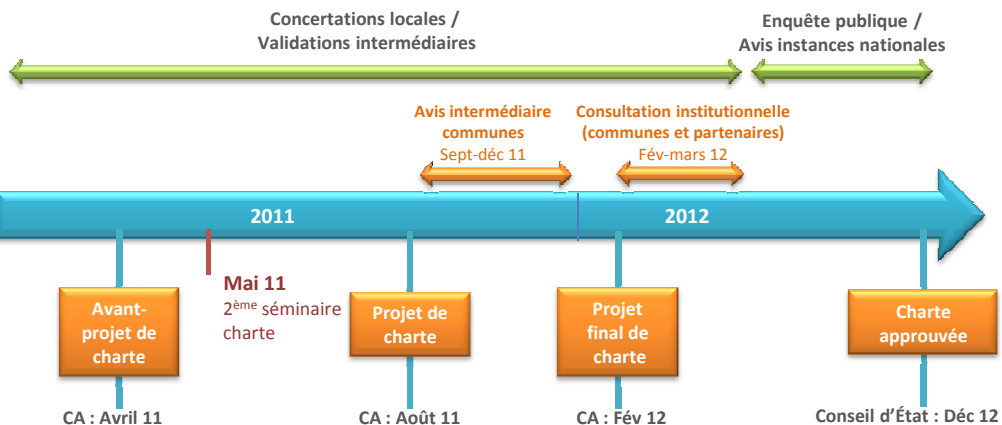 Concertations locales /
Validations intermédiaires
Enquête publique /
Avis instances nationales
Avis intermédiaire
communes
Sept-déc 11
Consultation institutionnelle
(communes et partenaires)
Fév-mars 12
2011
2012
Avant-
projet de
charte
Mai 11
2ème séminaire
charte
Projet de
charte
Projet
final de
charte
Charte
approuvée
CA : Avril 11
CA : Août 11
CA : Fév 12
Conseil d’État : Déc 12